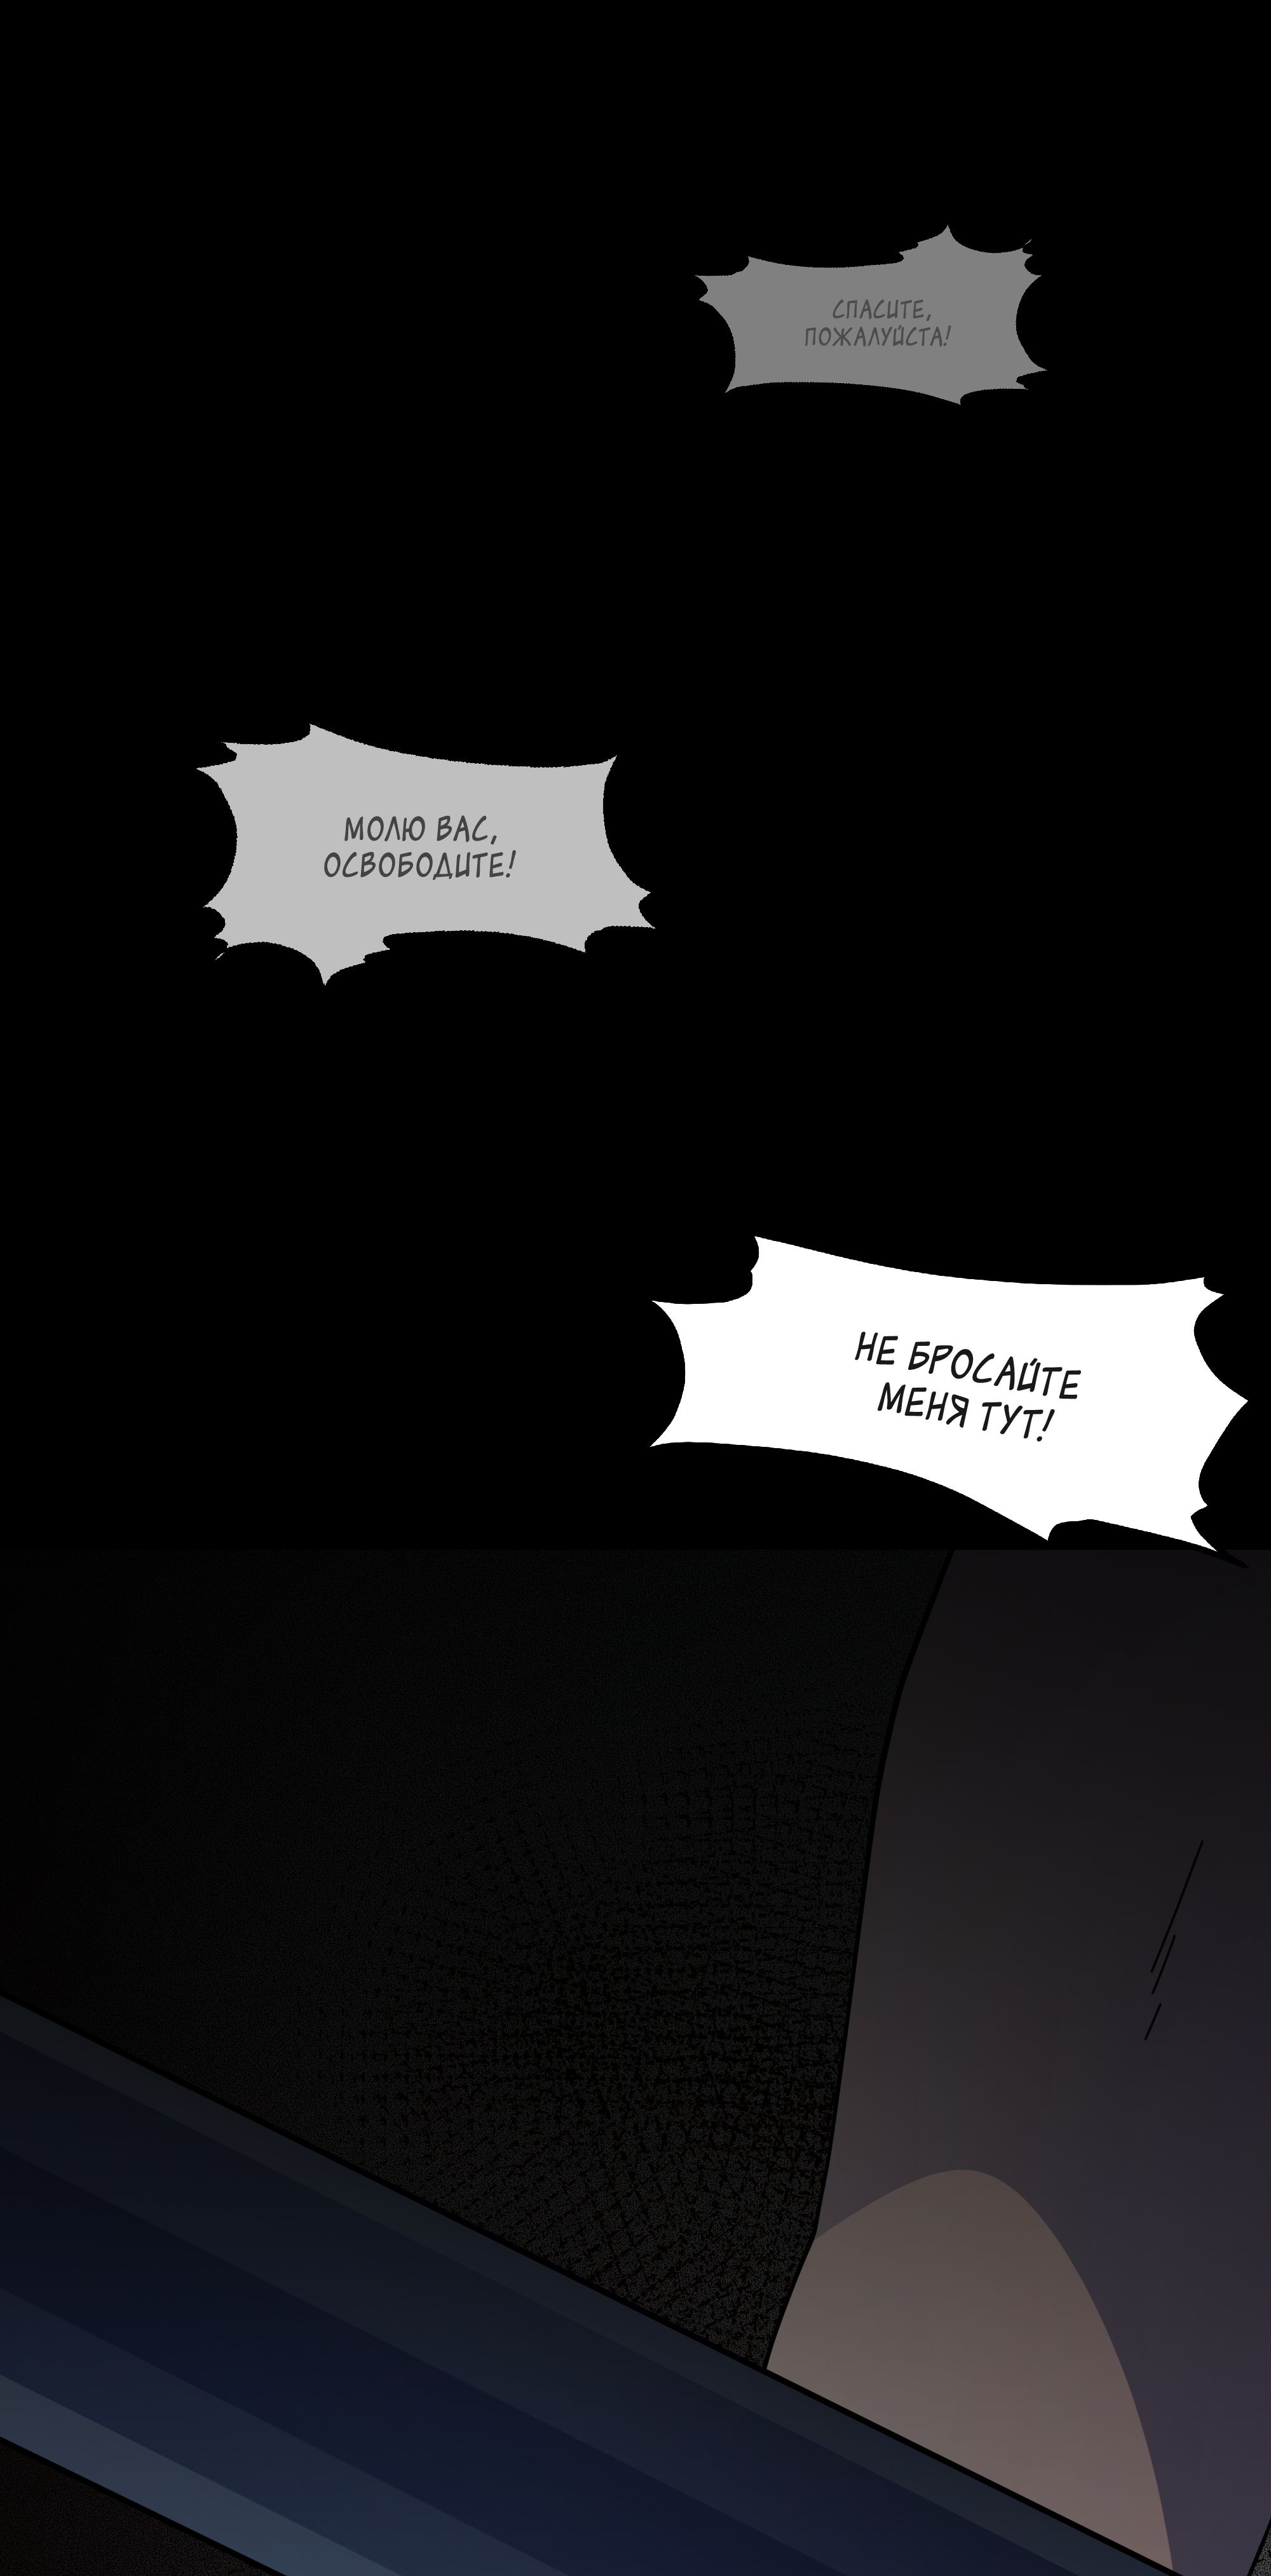 СПАСИТЕ,
ПОЖАЛУЙСТА!
МОЛЮ ВАС,
ОСВОБОДИТЕ!
НЕ БРОСАЙТЕ
МЕНЯ ТУТ!